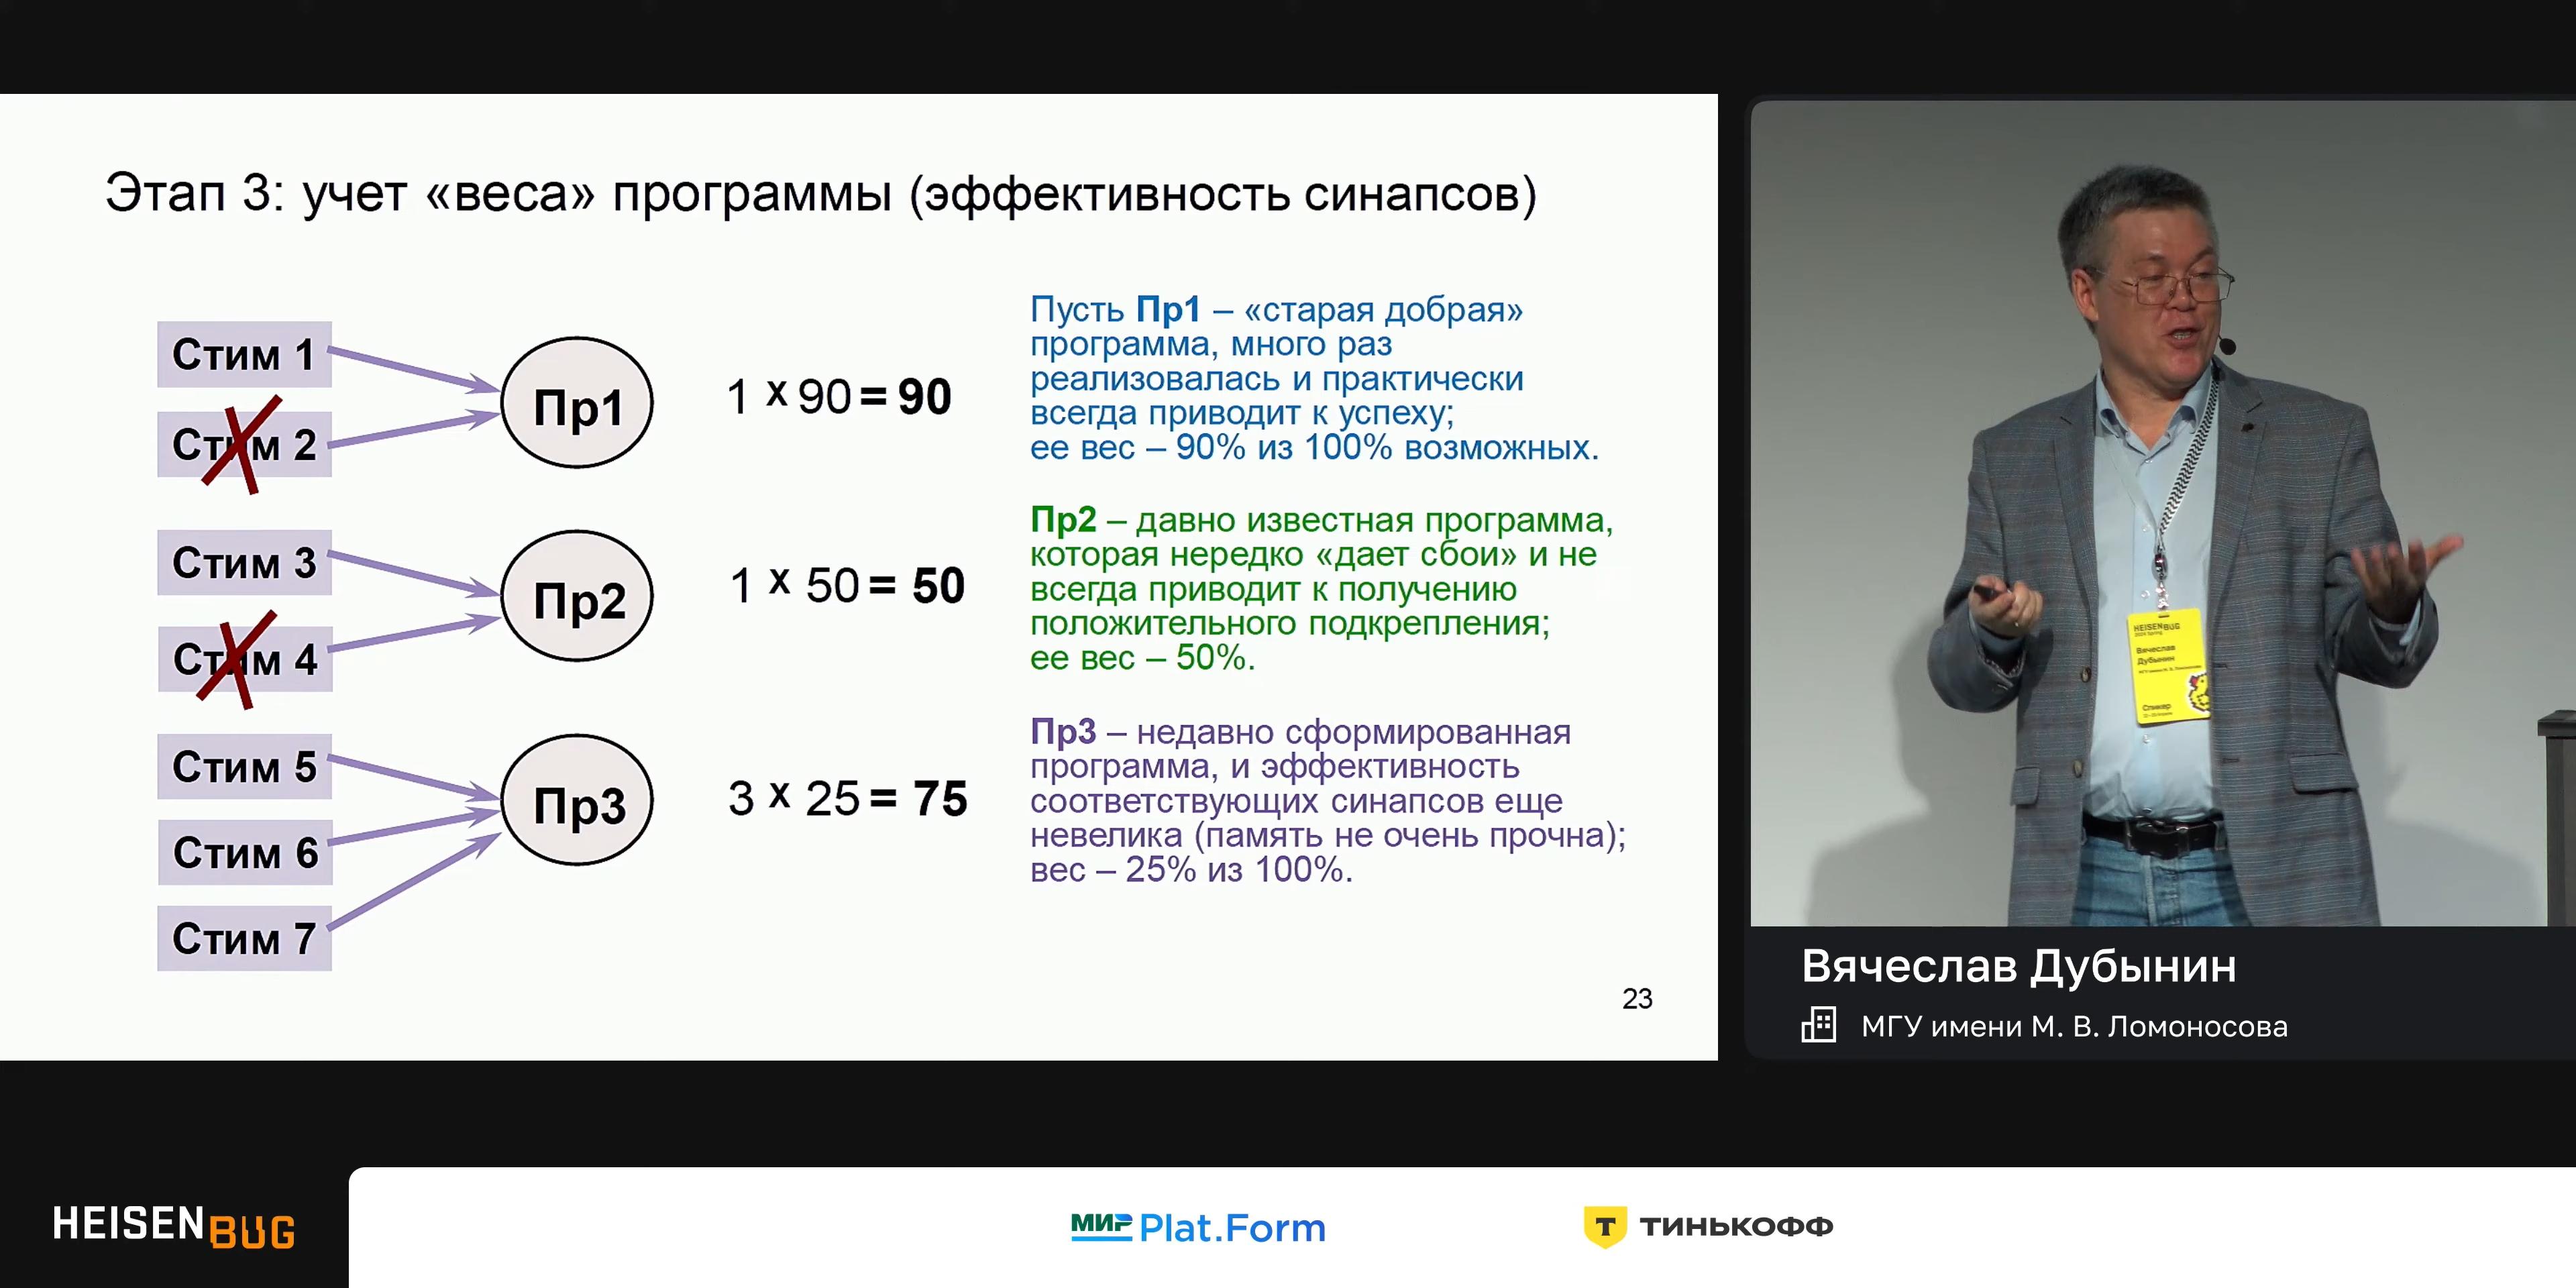 Этап 3: учет «веса» программы (эффективность синапсов)
Стим 1
Стим 2
Пр1
1 x 90 = 90
Пусть Пр1 – «старая добрая»
программа, много раз
реализовалась и практически
всегда приводит к успеху;
ее вес – 90% из 100% возможных.
Стим 3
Стим 4
Пр2
1 x 50 = 50
Пр2 – давно известная программа,
которая нередко «дает сбои» и не
всегда приводит к получению
положительного подкрепления;
ее вес – 50%.
Стим 5
Стим 6
Стим 7
Пр3
3 x 25 = 75
Пр3 – недавно сформированная
программа, и эффективность
соответствующих синапсов еще
невелика (память не очень прочна);
вес – 25% из 100%.
23
HEISENBUG
Вячеслав
Дубынин
Спикер
Вячеслав Дубынин
МГУ имени М. В. Ломоносова
HEISENBUG
МИР Plat.Form
Т ТИНЬКОФФ